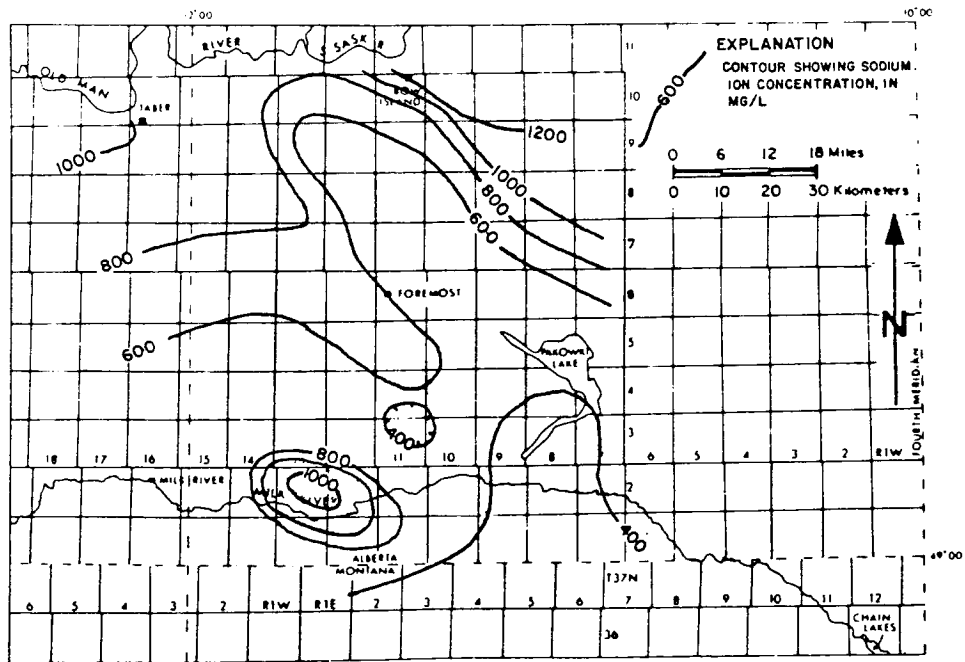 10°00
11
RIVER
S SASK R
OLD MAN
BOW ISLAND
10
TABER
1200
9
1000
1000
8
800
600
7
800
6
FOREMOST
600
5
PAKOWKI LAKE
4
400
3
18 17 16 15 14 11 10 9 8 7 6 5 4 3 2 R1W
FOURTH MERIDIAN
800
1000
2
MILK RIVER
MILK RIVER
400
ALBERTA
MONTANA
49°00
T37N
6 5 4 3 2 R1W R1E 2 3 4 5 6 7 8 9 10 11 12
36
CHAIN LAKES
EXPLANATION
600
CONTOUR SHOWING SODIUM
ION CONCENTRATION, IN
MG/L
0 6 12 18 Miles
0 10 20 30 Kilometers
N